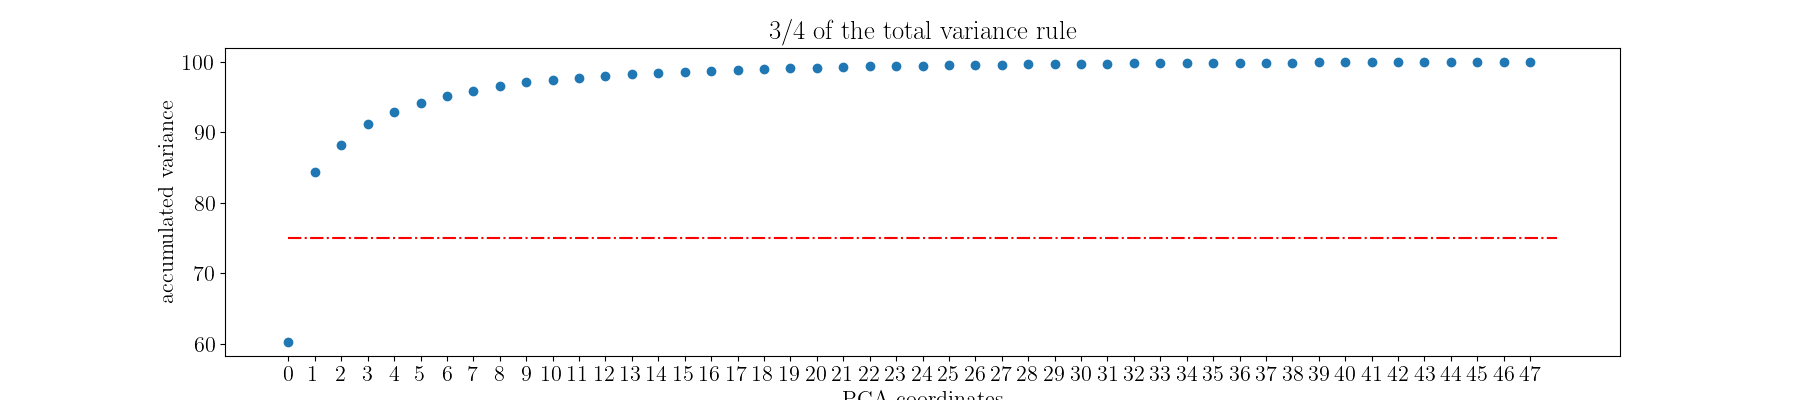 3/4 of the total variance rule
100
90
80
70
60
accumulated variance
0 1 2 3 4 5 6 7 8 9 10 11 12 13 14 15 16 17 18 19 20 21 22 23 24 25 26 27 28 29 30 31 32 33 34 35 36 37 38 39 40 41 42 43 44 45 46 47
PCA coordinates